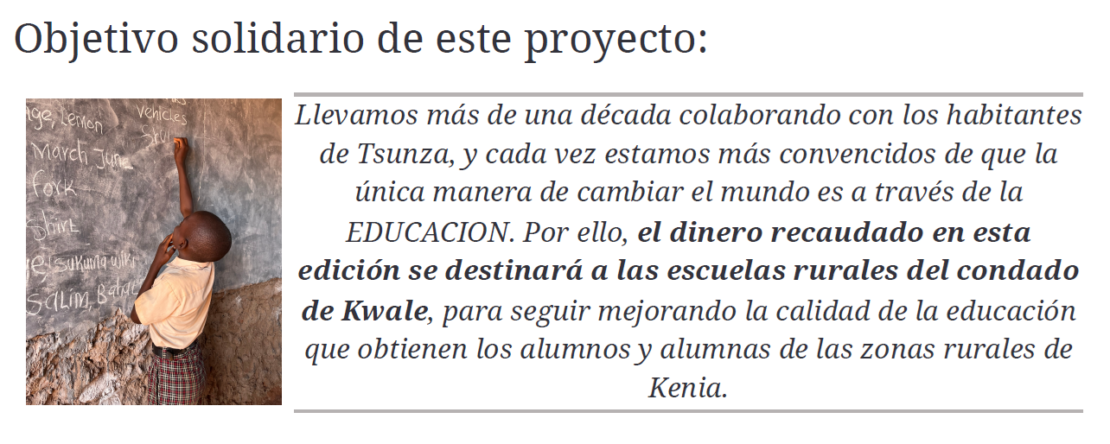 Objetivo solidario de este proyecto:
Llevamos más de una década colaborando con los habitantes
de Tsunza, y cada vez estamos más convencidos de que la
única manera de cambiar el mundo es a través de la
EDUCACION. Por ello, el dinero recaudado en esta
edición se destinará a las escuelas rurales del condado
de Kwale, para seguir mejorando la calidad de la educación
que obtienen los alumnos y alumnas de las zonas rurales de
Kenia.
vehicles
Lemon
March June
Fork
Shirt
Sukuma wiki
Salim,